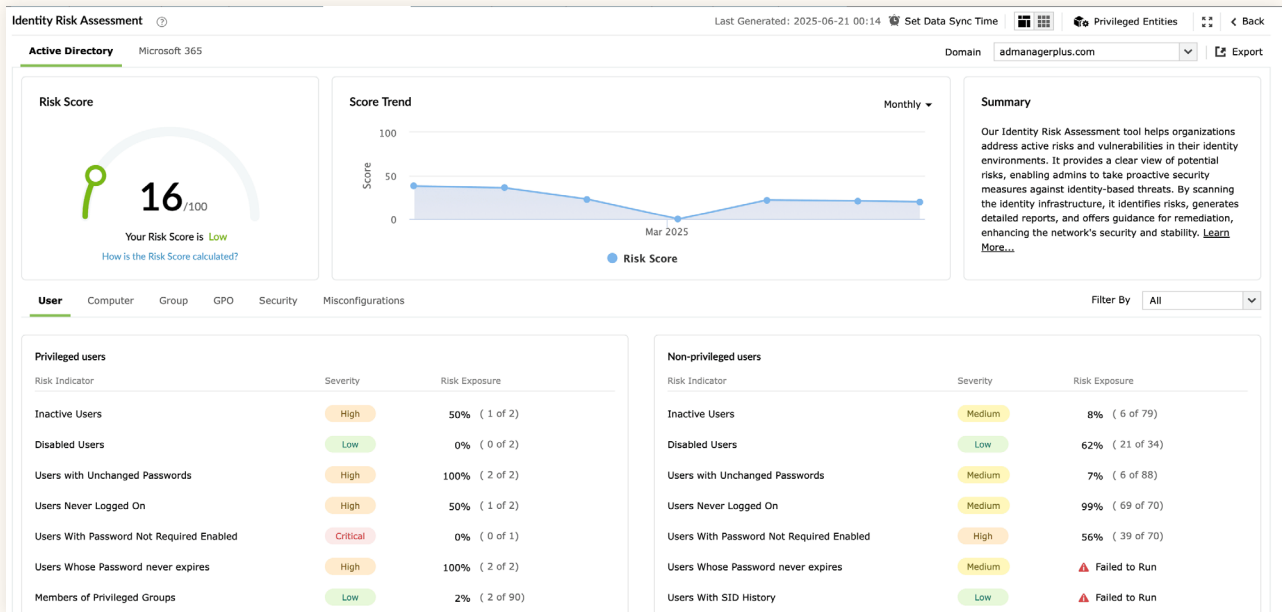 Identity Risk Assessment ?
Last Generated: 2025-06-21 00:14 Set Data Sync Time Privileged Entities Back
Active Directory Microsoft 365
Domain admanagerplus.com Export
Risk Score
16/100
Your Risk Score is Low
How is the Risk Score calculated?
Score Trend
Monthly
100
50
0
Score
Mar 2025
Risk Score
Summary
Our Identity Risk Assessment tool helps organizations
address active risks and vulnerabilities in their identity
environments. It provides a clear view of potential
risks, enabling admins to take proactive security
measures against identity-based threats. By scanning
the identity infrastructure, it identifies risks, generates
detailed reports, and offers guidance for remediation,
enhancing the network's security and stability. Learn
More...
User Computer Group GPO Security Misconfigurations
Filter By All
Privileged users
Risk Indicator Severity Risk Exposure
Inactive Users High 50% ( 1 of 2)
Disabled Users Low 0% ( 0 of 2)
Users with Unchanged Passwords High 100% ( 2 of 2)
Users Never Logged On High 50% ( 1 of 2)
Users With Password Not Required Enabled Critical 0% ( 0 of 1)
Users Whose Password never expires High 100% ( 2 of 2)
Members of Privileged Groups Low 2% ( 2 of 90)
Non-privileged users
Risk Indicator Severity Risk Exposure
Inactive Users Medium 8% ( 6 of 79)
Disabled Users Low 62% ( 21 of 34)
Users with Unchanged Passwords Medium 7% ( 6 of 88)
Users Never Logged On Medium 99% ( 69 of 70)
Users With Password Not Required Enabled High 56% ( 39 of 70)
Users Whose Password never expires Medium Failed to Run
Users With SID History Low Failed to Run